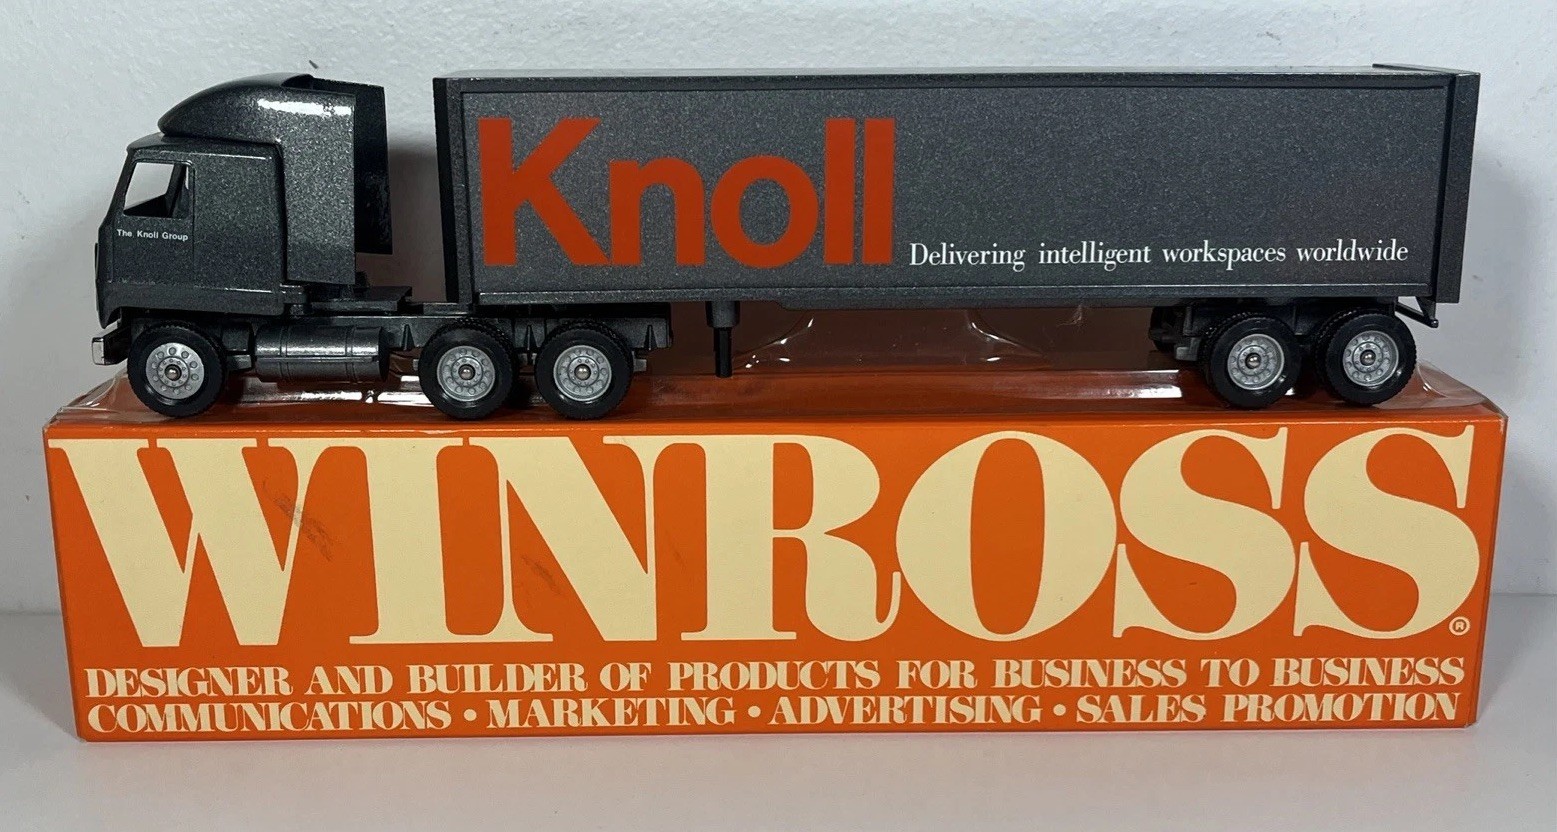 The Knoll Group
Knoll
Delivering intelligent workspaces worldwide
WINROSS®
DESIGNER AND BUILDER OF PRODUCTS FOR BUSINESS TO BUSINESS
COMMUNICATIONS • MARKETING • ADVERTISING • SALES PROMOTION